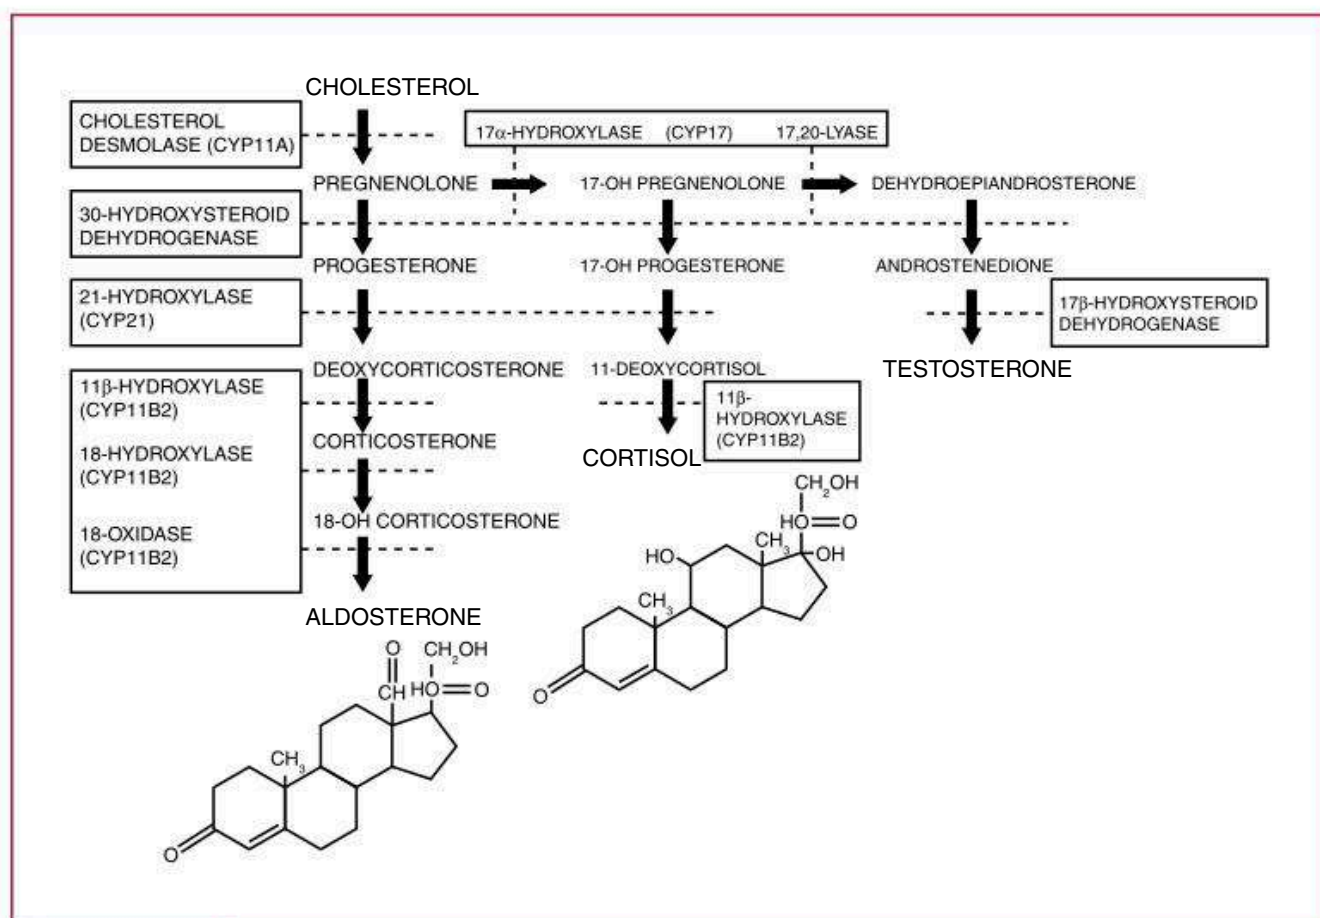 CHOLESTEROL
CHOLESTEROL
DESMOLASE (CYP11A)
17α-HYDROXYLASE (CYP17) 17,20-LYASE
PREGNENOLONE
17-OH PREGNENOLONE
DEHYDROEPIANDROSTERONE
30-HYDROXYSTEROID
DEHYDROGENASE
PROGESTERONE
17-OH PROGESTERONE
ANDROSTENEDIONE
21-HYDROXYLASE
(CYP21)
17β-HYDROXYSTEROID
DEHYDROGENASE
DEOXYCORTICOSTERONE
11-DEOXYCORTISOL
TESTOSTERONE
11β-HYDROXYLASE
(CYP11B2)
11β-
HYDROXYLASE
(CYP11B2)
CORTICOSTERONE
CORTISOL
18-HYDROXYLASE
(CYP11B2)
18-OH CORTICOSTERONE
18-OXIDASE
(CYP11B2)
ALDOSTERONE
CH2OH
HO
O
CH3
OH
HO
CH3
O
O
CH2OH
CH
HO
O
CH3
O